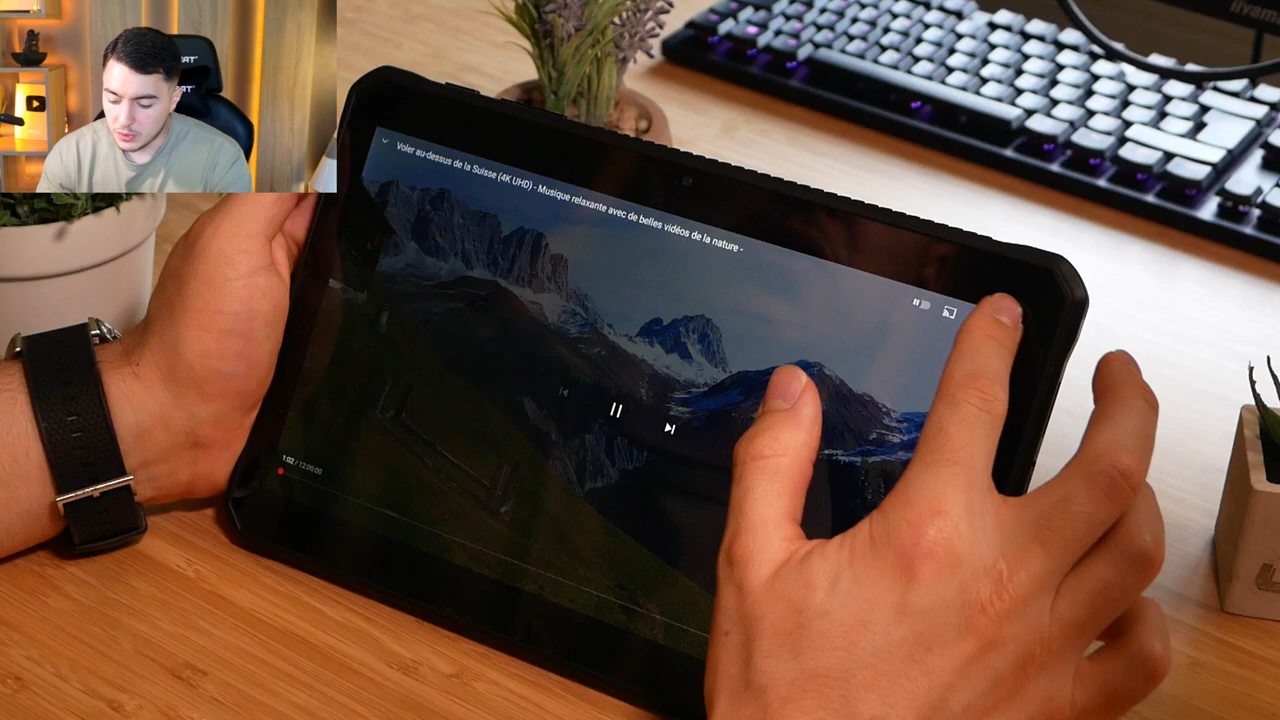 Voler au-dessus de la Suisse (4K UHD) - Musique relaxante avec de belles vidéos de la nature -
1:02 / 12:00:00
iiyama